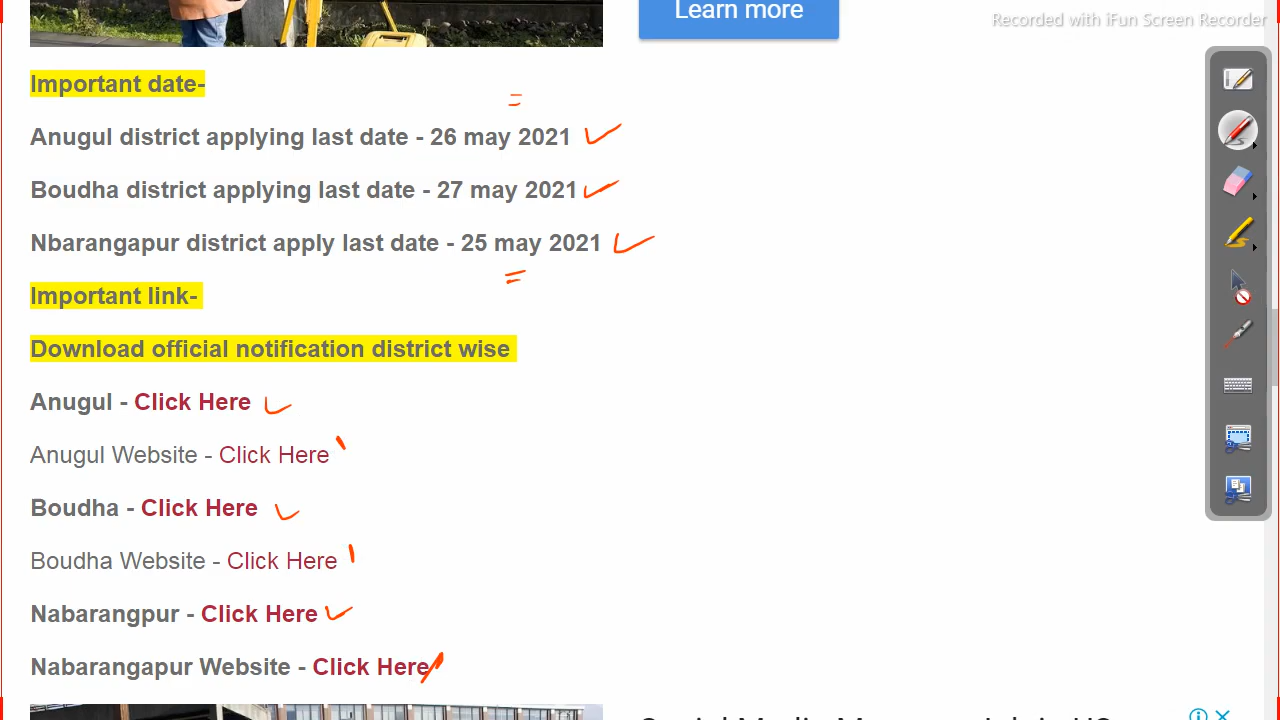 Learn more
Recorded with iFun Screen Recorder
Important date-
Anugul district applying last date - 26 may 2021
Boudha district applying last date - 27 may 2021
Nbarangapur district apply last date - 25 may 2021
Important link-
Download official notification district wise
Anugul - Click Here
Anugul Website - Click Here
Boudha - Click Here
Boudha Website - Click Here
Nabarangpur - Click Here
Nabarangapur Website - Click Here